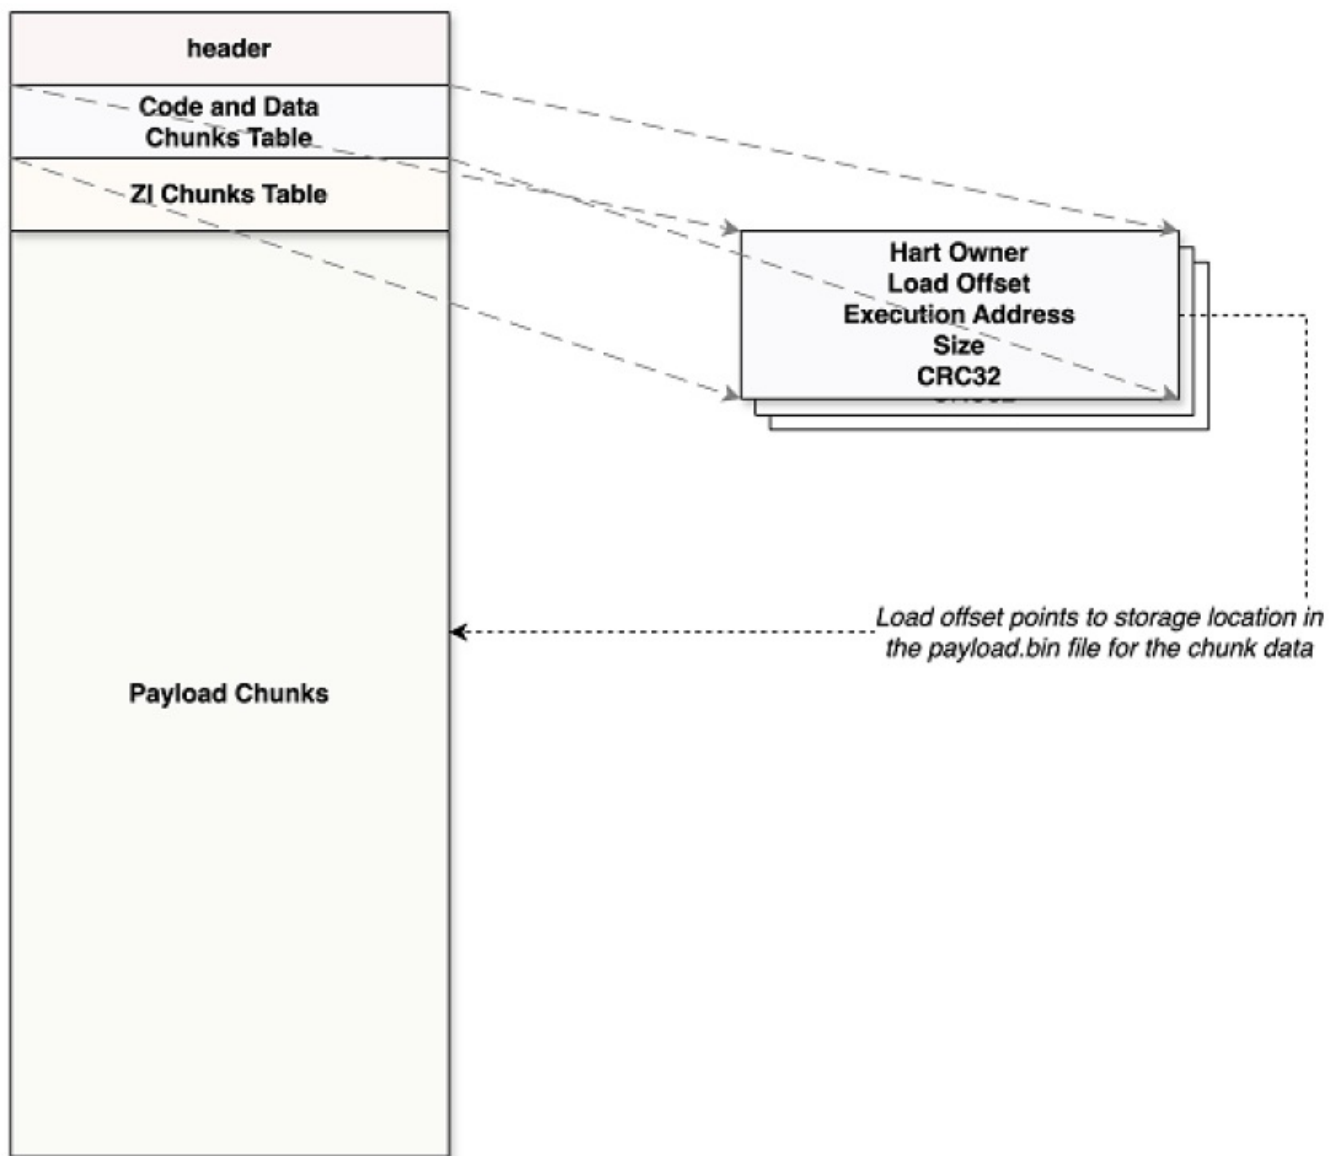 header
Code and Data
Chunks Table
ZI Chunks Table
Hart Owner
Load Offset
Execution Address
Size
CRC32
Load offset points to storage location in
the payload.bin file for the chunk data
Payload Chunks